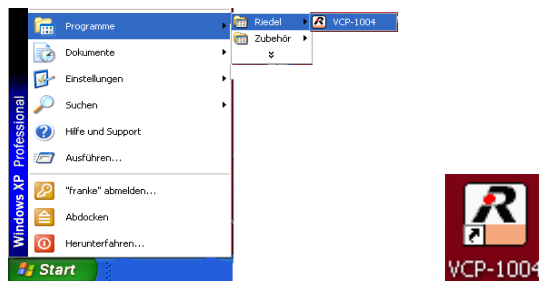 Programme
Riedel
VCP-1004
Dokumente
Zubehör
Einstellungen
Suchen
Hilfe und Support
Ausführen...
"franke" abmelden...
Abdocken
Herunterfahren...
Windows XP Professional
Start
R
VCP-1004